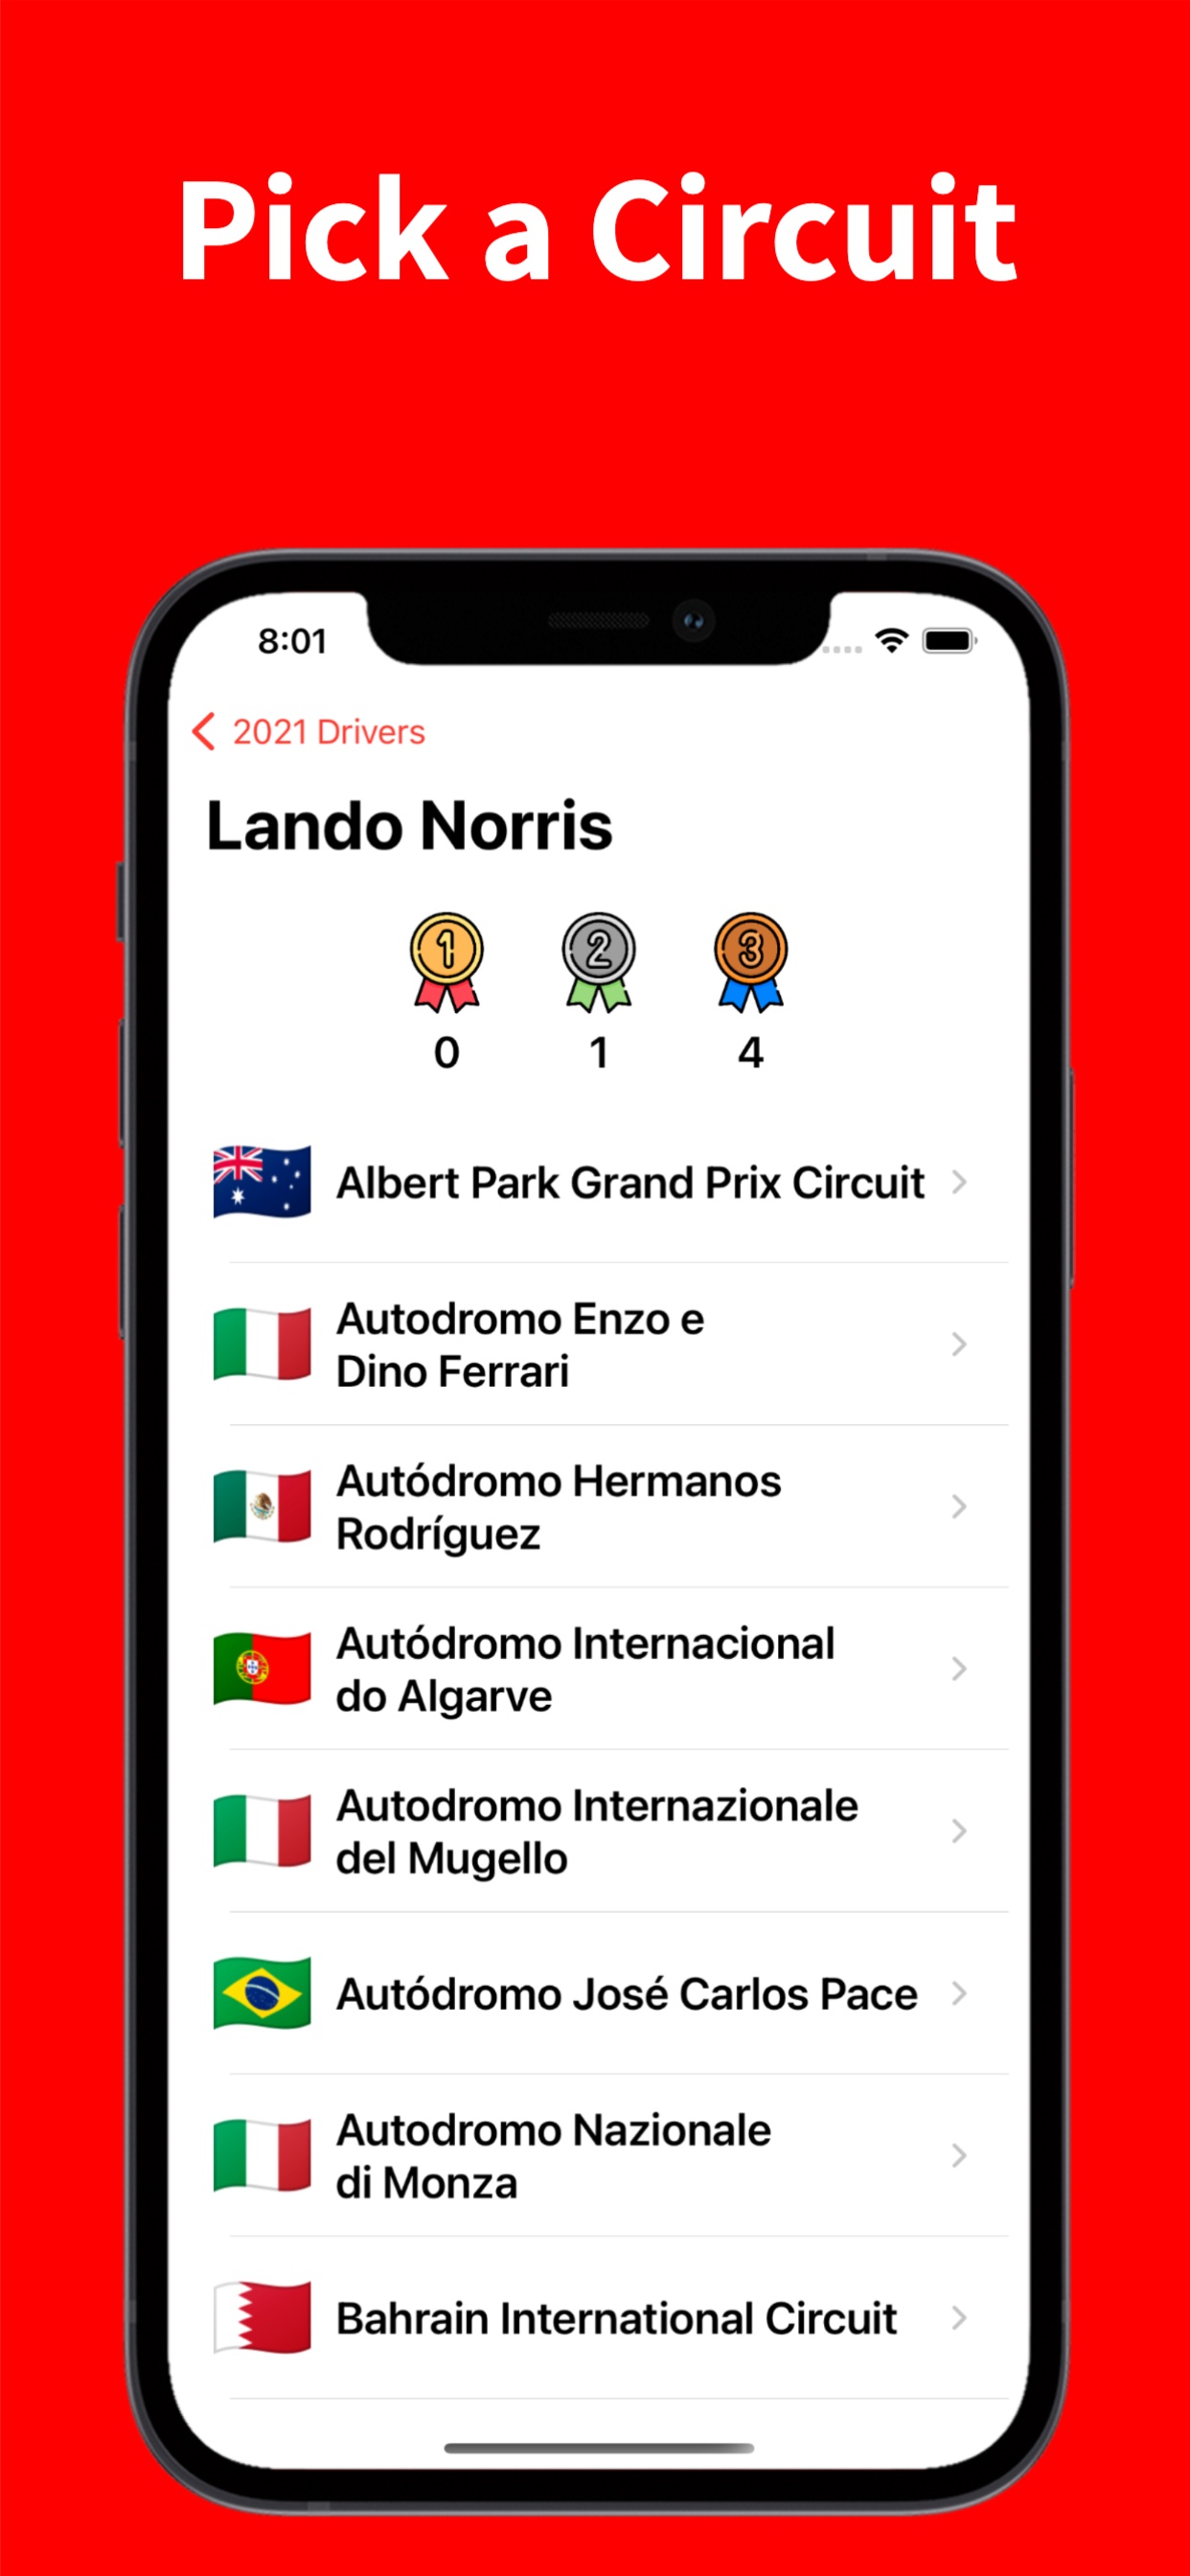 Pick a Circuit
8:01
2021 Drivers
Lando Norris
1 2 3
0 1 4
Albert Park Grand Prix Circuit
Autodromo Enzo e
Dino Ferrari
Autódromo Hermanos
Rodríguez
Autódromo Internacional
do Algarve
Autodromo Internazionale
del Mugello
Autódromo José Carlos Pace
Autodromo Nazionale
di Monza
Bahrain International Circuit